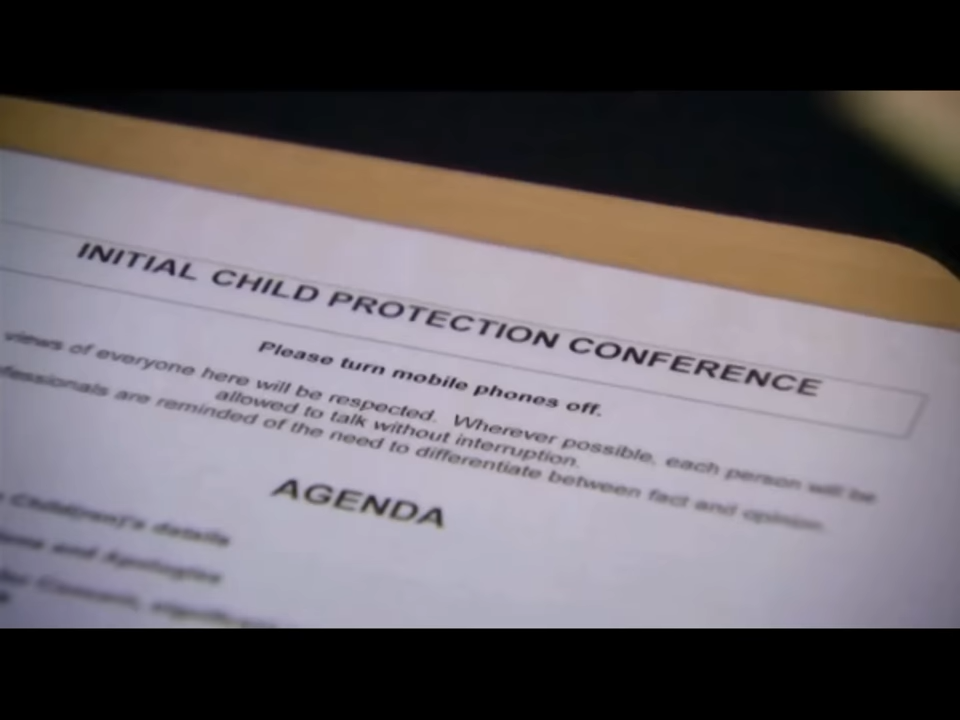 INITIAL CHILD PROTECTION CONFERENCE
Please turn mobile phones off.
views of everyone here will be respected. Wherever possible, each person will be
allowed to talk without interruption.
are reminded of the need to differentiate between fact and opinion.
AGENDA
Child(ren)'s details
and Apologies